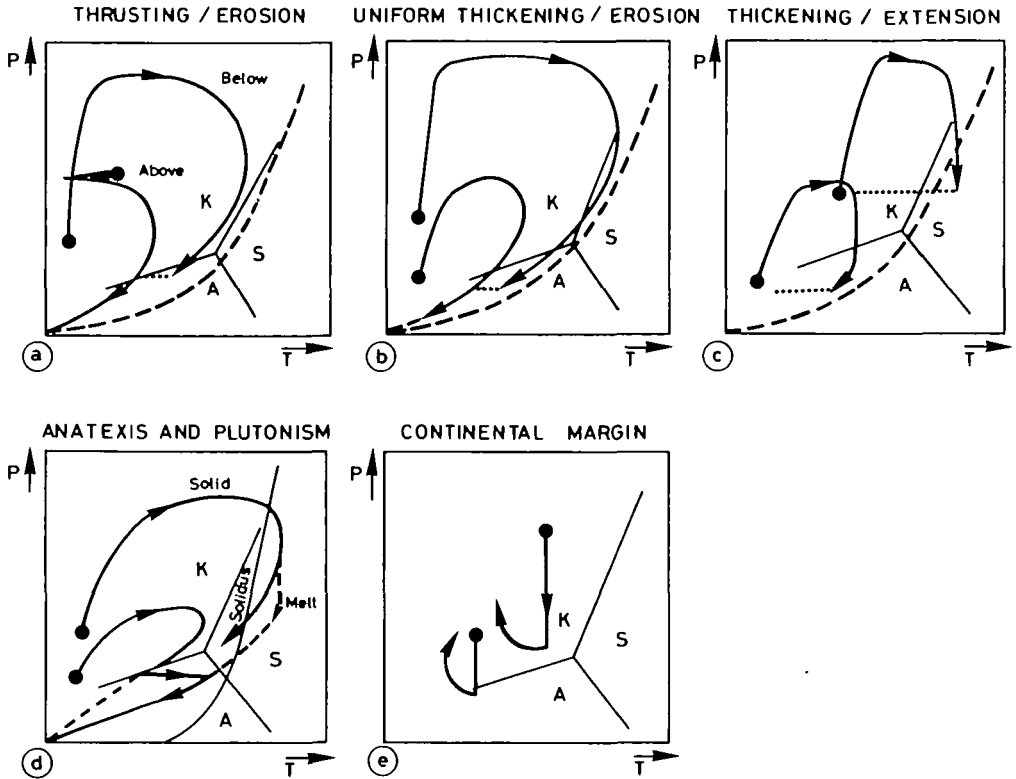 THRUSTING / EROSION
P
Below
Above
K
S
A
a
T
UNIFORM THICKENING / EROSION
P
K
S
A
b
T
THICKENING / EXTENSION
P
K
S
A
c
T
ANATEXIS AND PLUTONISM
P
Solid
K
Solidus
Melt
S
A
d
T
CONTINENTAL MARGIN
P
K
S
A
e
T